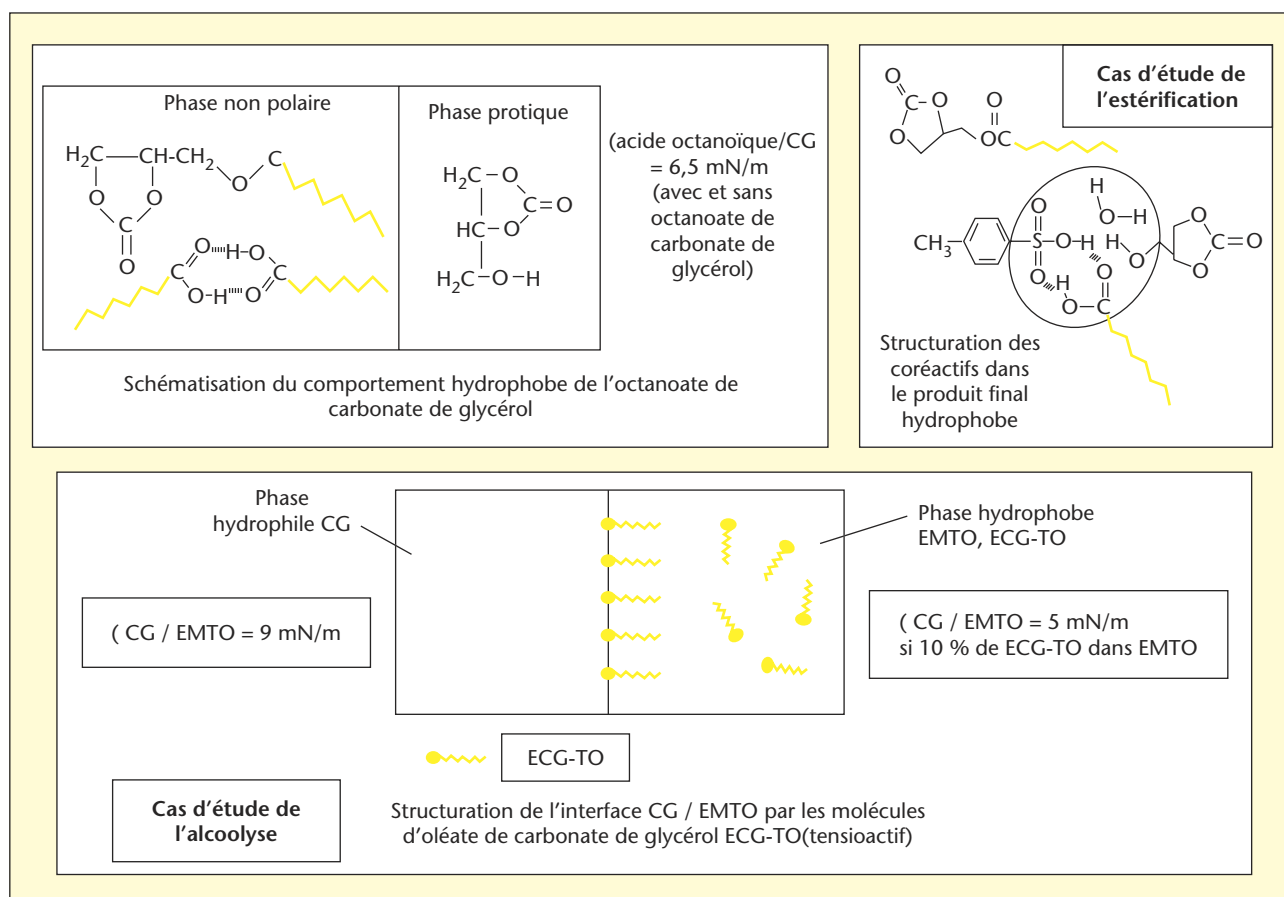 Phase non polaire
H₂C
CH-CH₂
O
C
O
O
C
O
O
H-O
C
C
O-H
O
Phase protique
H₂C-O
C=O
HC-O
H₂C-O-H
(acide octanoïque/CG
= 6,5 mN/m
(avec et sans
octanoate de
carbonate de
glycérol)
Schématisation du comportement hydrophobe de l'octanoate de
carbonate de glycérol
Cas d'étude de
l'estérification
O
C-O
O
O
OC
H
O-H
O
CH₃
S-O-H
O
HO
O
C=O
O
O
HO-C
Structuration des
coréactifs dans
le produit final
hydrophobe
Phase
hydrophile CG
Phase hydrophobe
EMTO, ECG-TO
( CG / EMTO = 9 mN/m
( CG / EMTO = 5 mN/m
si 10 % de ECG-TO dans EMTO
ECG-TO
Cas d'étude de
l'alcoolyse
Structuration de l'interface CG / EMTO par les molécules
d'oléate de carbonate de glycérol ECG-TO(tensioactif)